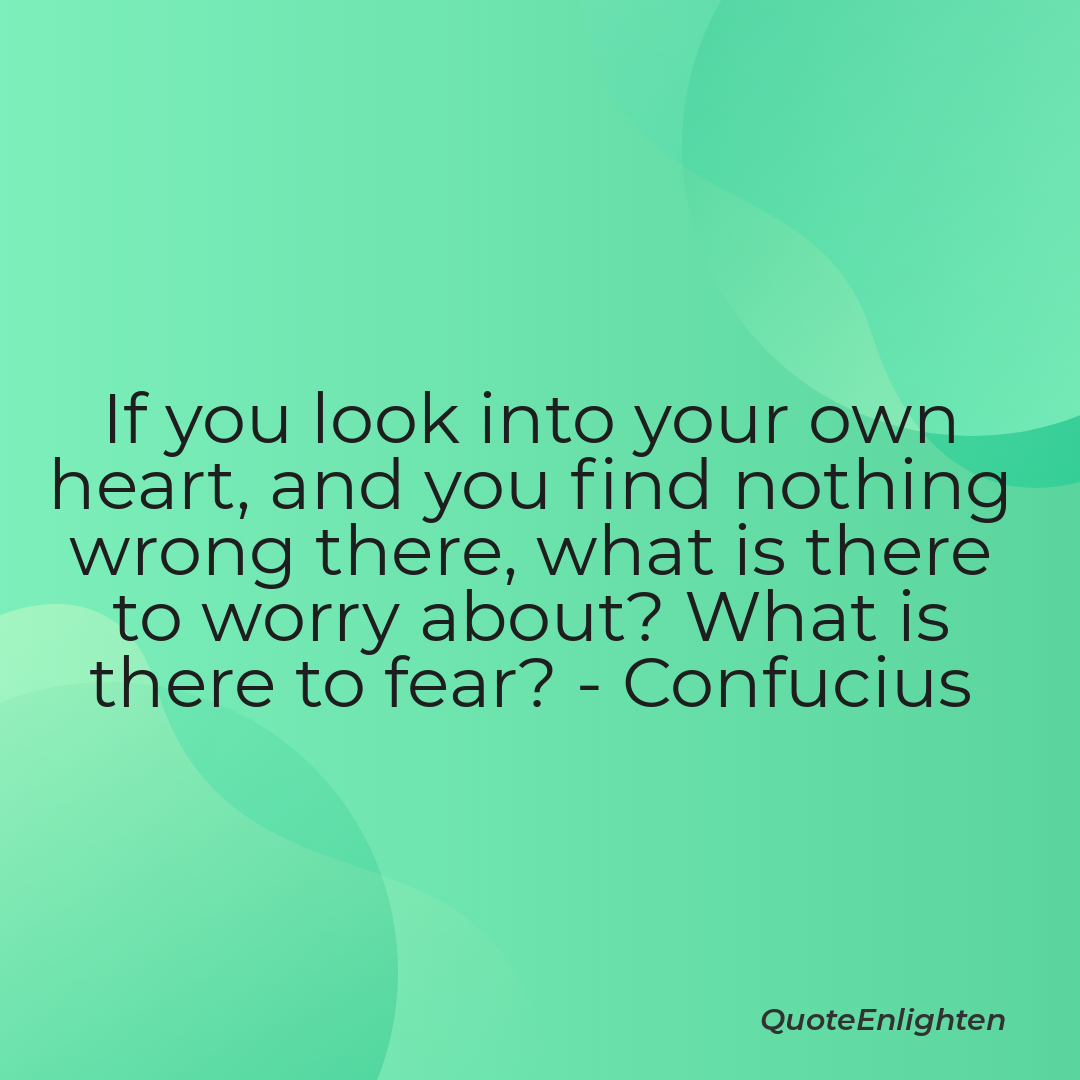 If you look into your own
heart, and you find nothing
wrong there, what is there
to worry about? What is
there to fear? - Confucius
QuoteEnlighten